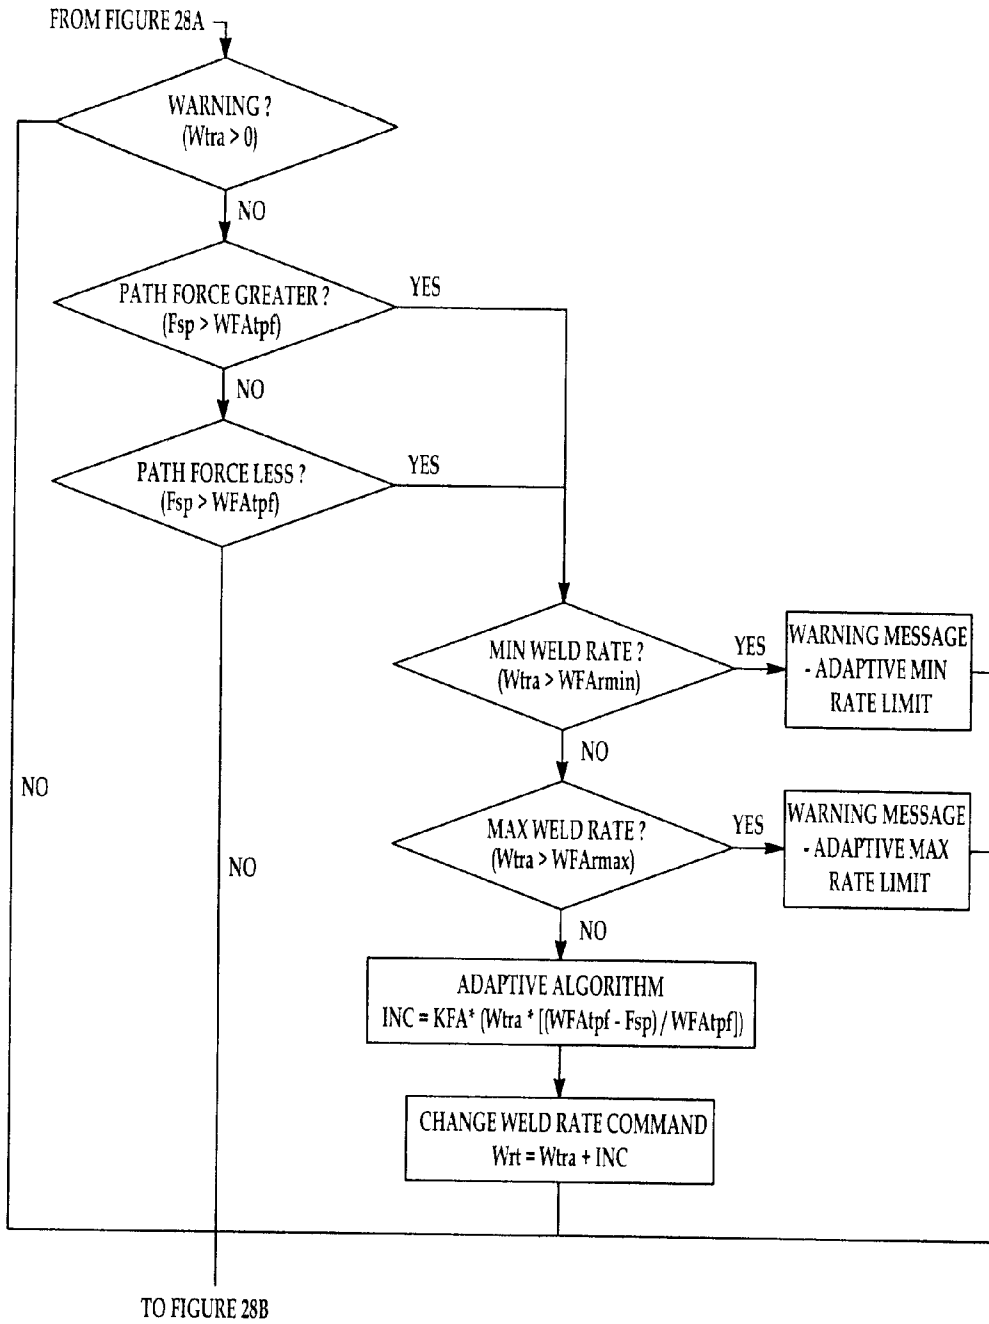 FROM FIGURE 28A
WARNING ?
(Wtra > 0)
NO
PATH FORCE GREATER ?
(Fsp > WFAtpf)
YES
NO
PATH FORCE LESS ?
(Fsp > WFAtpf)
YES
MIN WELD RATE ?
(Wtra > WFArmin)
YES
WARNING MESSAGE
- ADAPTIVE MIN
RATE LIMIT
NO
NO
MAX WELD RATE ?
(Wtra > WFArmax)
YES
WARNING MESSAGE
- ADAPTIVE MAX
RATE LIMIT
NO
NO
ADAPTIVE ALGORITHM
INC = KFA* (Wtra * [(WFAtpf - Fsp) / WFAtpf])
CHANGE WELD RATE COMMAND
Wrt = Wtra + INC
TO FIGURE 28B